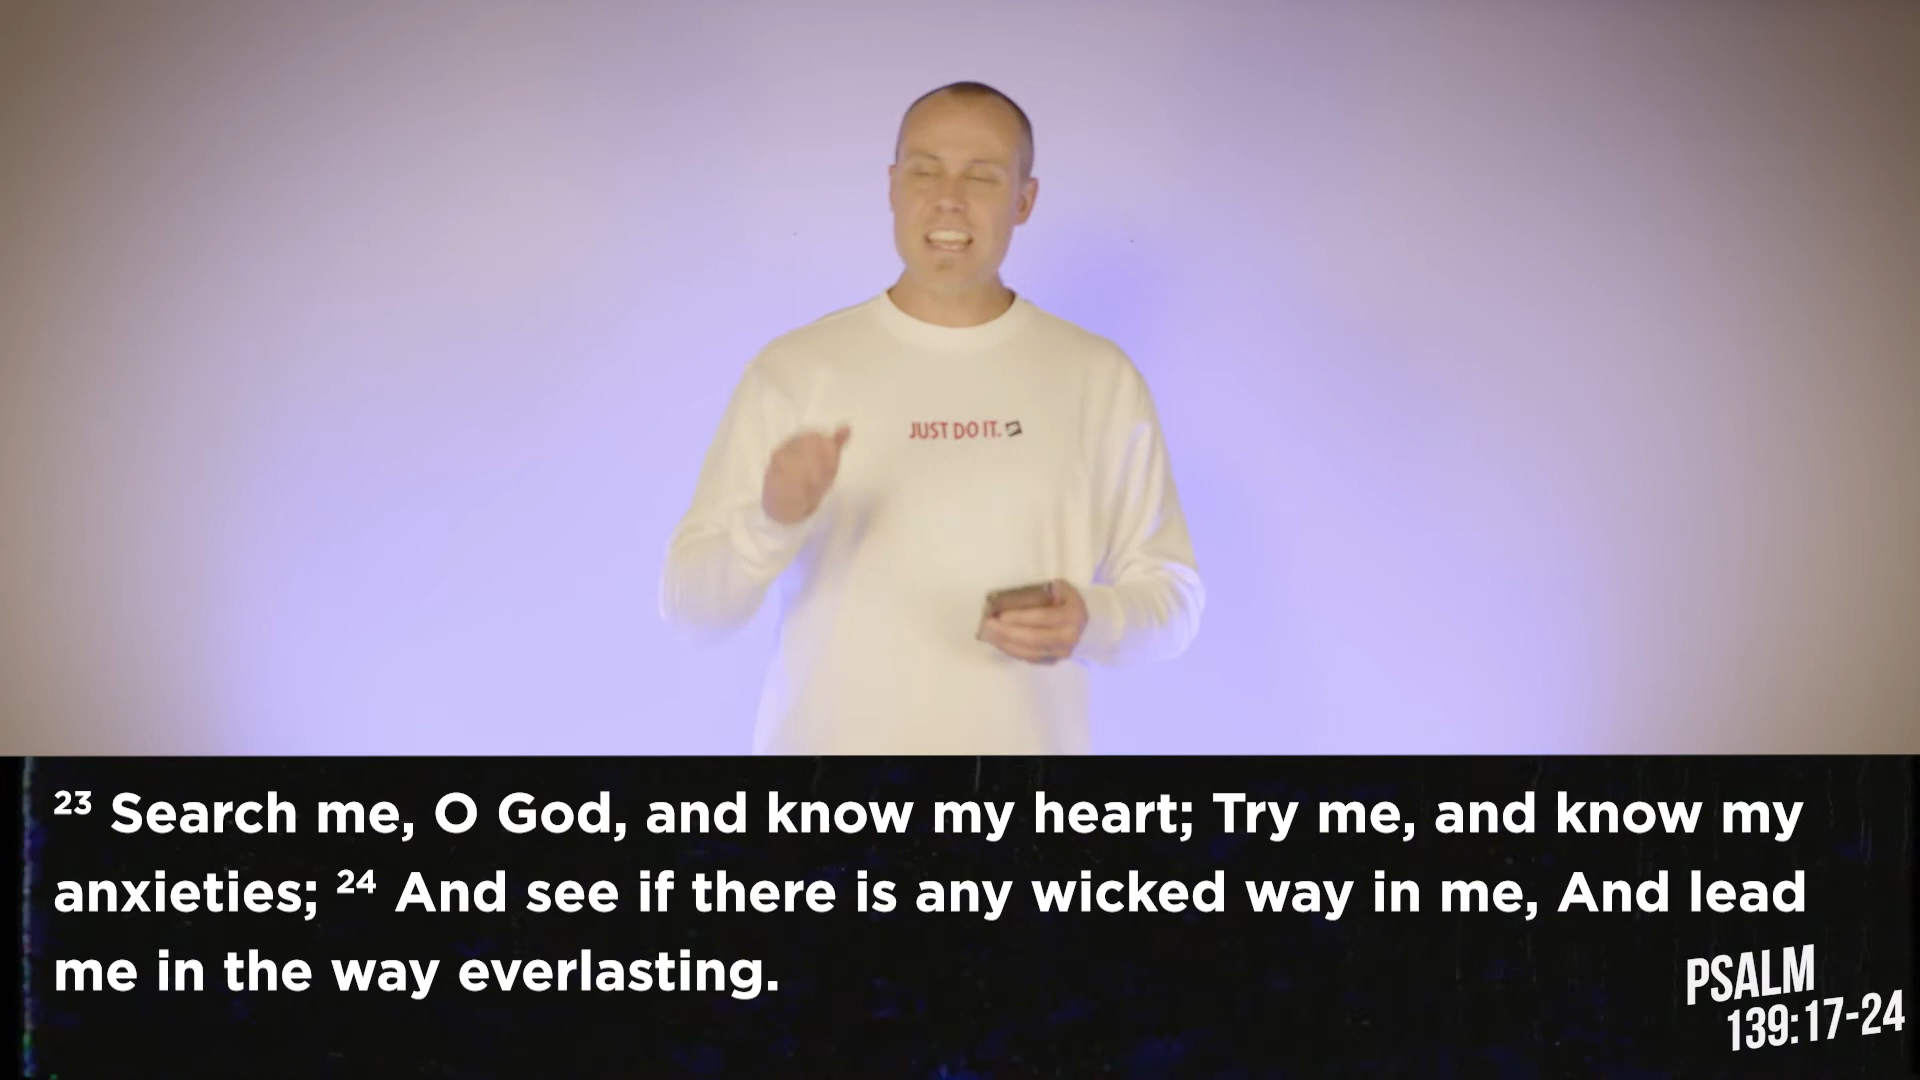 JUST DO IT.
²³ Search me, O God, and know my heart; Try me, and know my
anxieties; ²⁴ And see if there is any wicked way in me, And lead
me in the way everlasting.
PSALM
139:17-24